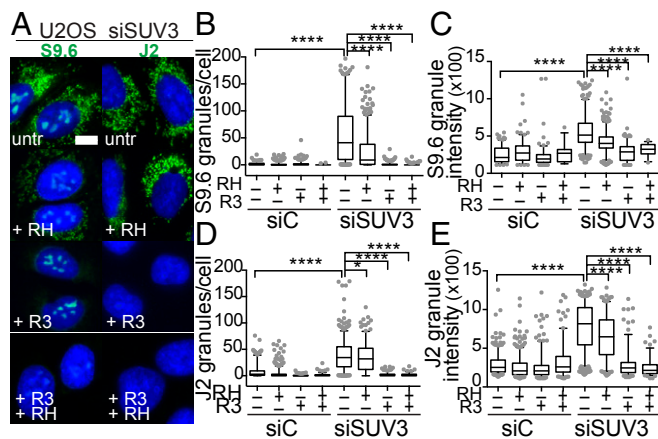 A
U2OS siSUV3
S9.6 J2
untr untr
+ RH + RH
+ R3 + R3
+ R3 + R3
+ RH + RH
B
S9.6 granules/cell
200
150
100
50
0
****
****
****
****
RH – + – + – + – +
R3 – – + + – – + +
siC siSUV3
C
S9.6 granule
intensity (x100)
15
10
5
0
****
****
****
****
RH – + – + – + – +
R3 – – + + – – + +
siC siSUV3
D
J2 granules/cell
200
150
100
50
0
****
****
****
*
RH – + – + – + – +
R3 – – + + – – + +
siC siSUV3
E
J2 granule
intensity (x100)
15
10
5
0
****
****
****
****
RH – + – + – + – +
R3 – – + + – – + +
siC siSUV3